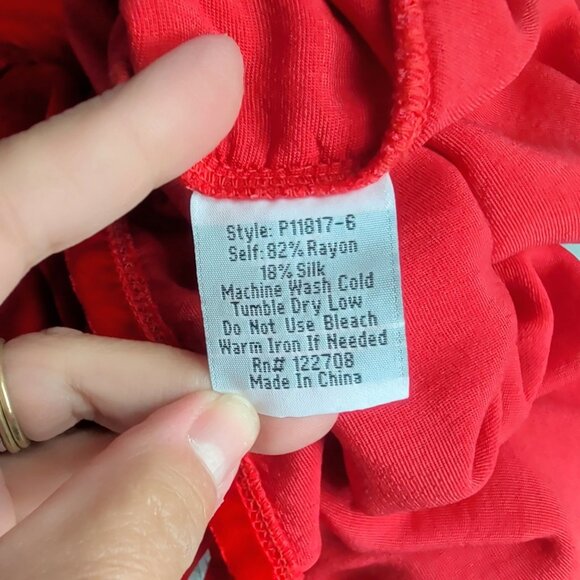 Style: P11817-6
Self: 82% Rayon
18% Silk
Machine Wash Cold
Tumble Dry Low
Do Not Use Bleach
Warm Iron If Needed
Rn# 122708
Made In China